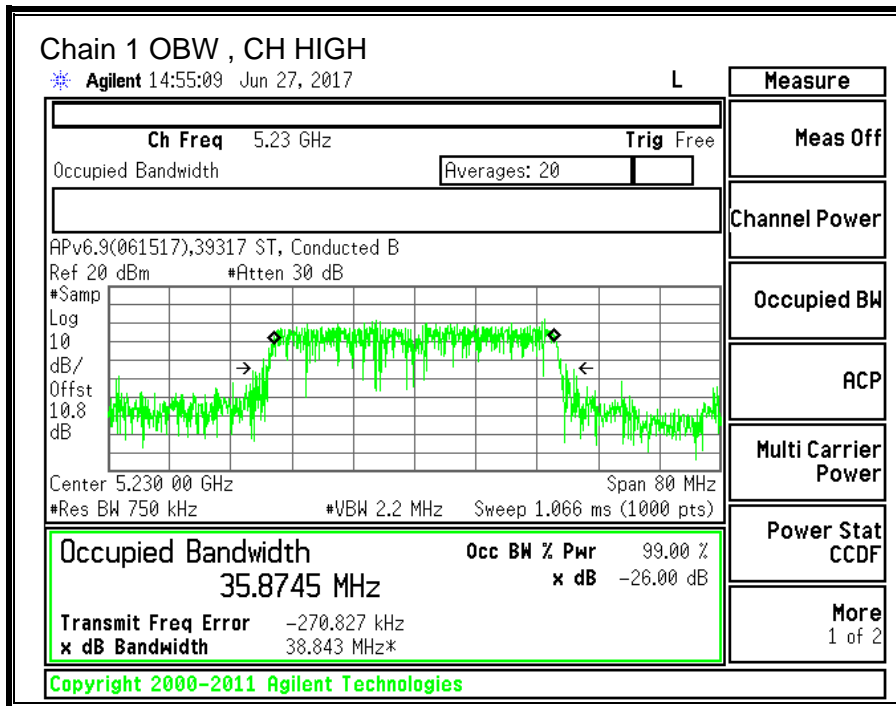 Chain 1 OBW , CH HIGH
Agilent 14:55:09 Jun 27, 2017 L
Measure
Ch Freq 5.23 GHz Trig Free
Occupied Bandwidth Averages: 20
APv6.9(061517),39317 ST, Conducted B
Ref 20 dBm #Atten 30 dB
#Samp
Log
10
dB/
Offst
10.8
dB
Center 5.230 00 GHz Span 80 MHz
#Res BW 750 kHz #VBW 2.2 MHz Sweep 1.066 ms (1000 pts)
Occupied Bandwidth Occ BW % Pwr 99.00 %
35.8745 MHz x dB -26.00 dB
Transmit Freq Error -270.827 kHz
x dB Bandwidth 38.843 MHz*
Meas Off
Channel Power
Occupied BW
ACP
Multi Carrier
Power
Power Stat
CCDF
More
1 of 2
Copyright 2000-2011 Agilent Technologies